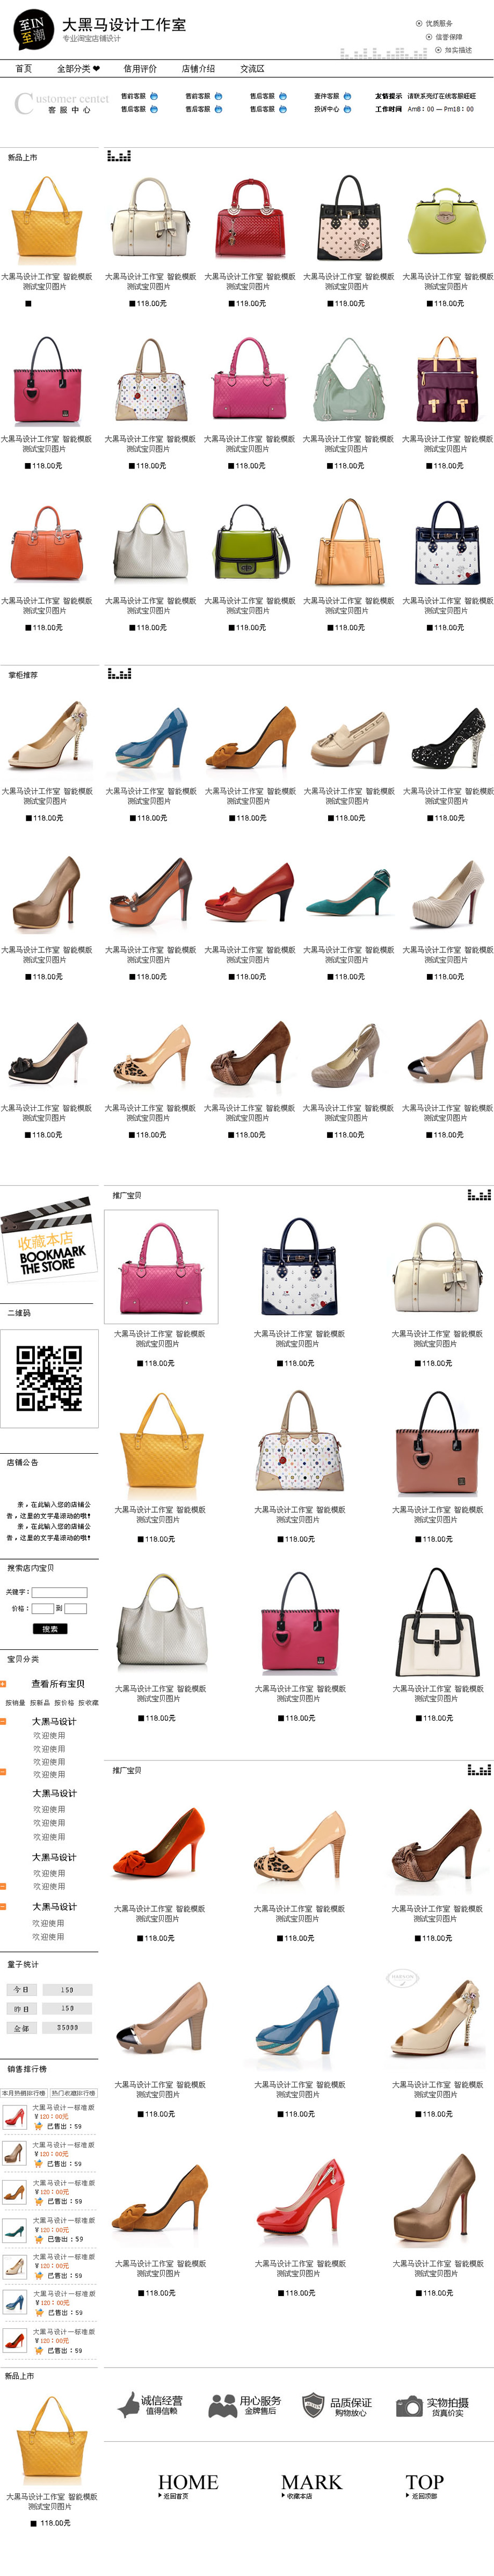 至IN
至潮
大黑马设计工作室
专业淘宝店铺设计
优质服务
信誉保障
如实描述
首页 全部分类 信用评价 店铺介绍 交流区
Customer centet
客服中心
售前客服 售前客服 售后客服 查件客服 友情提示 请联系亮灯在线客服旺旺
售后客服 售后客服 售后客服 投诉中心 工作时间 Am8：00 — Pm18：00
新品上市
大黑马设计工作室 智能模版 大黑马设计工作室 智能模版 大黑马设计工作室 智能模版 大黑马设计工作室 智能模版 大黑马设计工作室 智能模版
测试宝贝图片 测试宝贝图片 测试宝贝图片 测试宝贝图片 测试宝贝图片
118.00元 118.00元 118.00元 118.00元
大黑马设计工作室 智能模版 大黑马设计工作室 智能模版 大黑马设计工作室 智能模版 大黑马设计工作室 智能模版 大黑马设计工作室 智能模版
测试宝贝图片 测试宝贝图片 测试宝贝图片 测试宝贝图片 测试宝贝图片
118.00元 118.00元 118.00元 118.00元 118.00元
大黑马设计工作室 智能模版 大黑马设计工作室 智能模版 大黑马设计工作室 智能模版 大黑马设计工作室 智能模版 大黑马设计工作室 智能模版
测试宝贝图片 测试宝贝图片 测试宝贝图片 测试宝贝图片 测试宝贝图片
118.00元 118.00元 118.00元 118.00元 118.00元
掌柜推荐
大黑马设计工作室 智能模版 大黑马设计工作室 智能模版 大黑马设计工作室 智能模版 大黑马设计工作室 智能模版 大黑马设计工作室 智能模版
测试宝贝图片 测试宝贝图片 测试宝贝图片 测试宝贝图片 测试宝贝图片
118.00元 118.00元 118.00元 118.00元 118.00元
大黑马设计工作室 智能模版 大黑马设计工作室 智能模版 大黑马设计工作室 智能模版 大黑马设计工作室 智能模版 大黑马设计工作室 智能模版
测试宝贝图片 测试宝贝图片 测试宝贝图片 测试宝贝图片 测试宝贝图片
118.00元 118.00元 118.00元 118.00元 118.00元
大黑马设计工作室 智能模版 大黑马设计工作室 智能模版 大黑马设计工作室 智能模版 大黑马设计工作室 智能模版 大黑马设计工作室 智能模版
测试宝贝图片 测试宝贝图片 测试宝贝图片 测试宝贝图片 测试宝贝图片
118.00元 118.00元 118.00元 118.00元 118.00元
收藏本店
BOOKMARK
THE STORE
二维码
店铺公告
亲，在此输入您的店铺公
告，这里的文字是滚动的哦！
亲，在此输入您的店铺公
告，这里的文字是滚动的哦！
搜索店内宝贝
关键字：
价格： 到
搜索
宝贝分类
查看所有宝贝
按销量 按新品 按价格 按收藏
大黑马设计
欢迎使用
欢迎使用
欢迎使用
欢迎使用
大黑马设计
欢迎使用
欢迎使用
欢迎使用
大黑马设计
欢迎使用
欢迎使用
大黑马设计
欢迎使用
欢迎使用
量子统计
今日 150
昨日 150
全部 35000
销售排行榜
本月热销排行榜 热门收藏排行榜
大黑马设计—标准版
¥120：00元
已售出：59
大黑马设计—标准版
¥120：00元
已售出：59
大黑马设计—标准版
¥120：00元
已售出：59
大黑马设计—标准版
¥120：00元
已售出：59
大黑马设计—标准版
¥120：00元
已售出：59
大黑马设计—标准版
¥120：00元
已售出：59
大黑马设计—标准版
¥120：00元
已售出：59
新品上市
大黑马设计工作室 智能模版
测试宝贝图片
118.00元
推广宝贝
大黑马设计工作室 智能模版 大黑马设计工作室 智能模版 大黑马设计工作室 智能模版
测试宝贝图片 测试宝贝图片 测试宝贝图片
118.00元 118.00元 118.00元
大黑马设计工作室 智能模版 大黑马设计工作室 智能模版 大黑马设计工作室 智能模版
测试宝贝图片 测试宝贝图片 测试宝贝图片
118.00元 118.00元 118.00元
大黑马设计工作室 智能模版 大黑马设计工作室 智能模版 大黑马设计工作室 智能模版
测试宝贝图片 测试宝贝图片 测试宝贝图片
118.00元 118.00元 118.00元
推广宝贝
大黑马设计工作室 智能模版 大黑马设计工作室 智能模版 大黑马设计工作室 智能模版
测试宝贝图片 测试宝贝图片 测试宝贝图片
118.00元 118.00元 118.00元
大黑马设计工作室 智能模版 大黑马设计工作室 智能模版 大黑马设计工作室 智能模版
测试宝贝图片 测试宝贝图片 测试宝贝图片
118.00元 118.00元 118.00元
大黑马设计工作室 智能模版 大黑马设计工作室 智能模版 大黑马设计工作室 智能模版
测试宝贝图片 测试宝贝图片 测试宝贝图片
118.00元 118.00元 118.00元
诚信经营 用心服务 品质保证 实物拍摄
值得信赖 金牌售后 购物放心 货真价实
HOME MARK TOP
返回首页 收藏本店 返回顶部